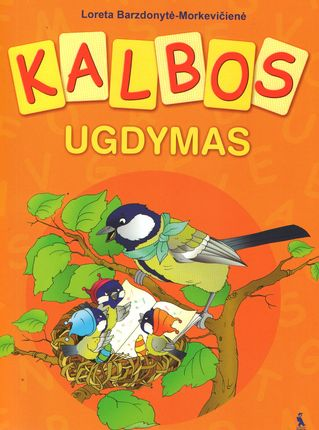 Loreta Barzdonytė-Morkevičienė
KALBOS
UGDYMAS